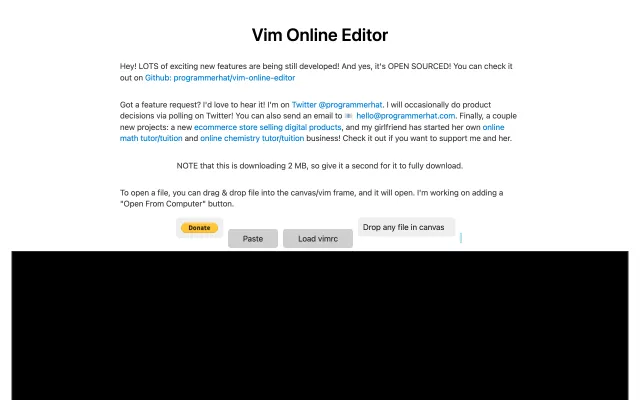 Vim Online Editor
Hey! LOTS of exciting new features are being still developed! And yes, it's OPEN SOURCED! You can check it
out on Github: programmerhat/vim-online-editor
Got a feature request? I'd love to hear it! I'm on Twitter @programmerhat. I will occasionally do product
decisions via polling on Twitter! You can also send an email to 📧 hello@programmerhat.com. Finally, a couple
new projects: a new ecommerce store selling digital products, and my girlfriend has started her own online
math tutor/tuition and online chemistry tutor/tuition business! Check it out if you want to support me and her.
NOTE that this is downloading 2 MB, so give it a second for it to fully download.
To open a file, you can drag & drop file into the canvas/vim frame, and it will open. I'm working on adding a
"Open From Computer" button.
Donate Paste Load vimrc Drop any file in canvas